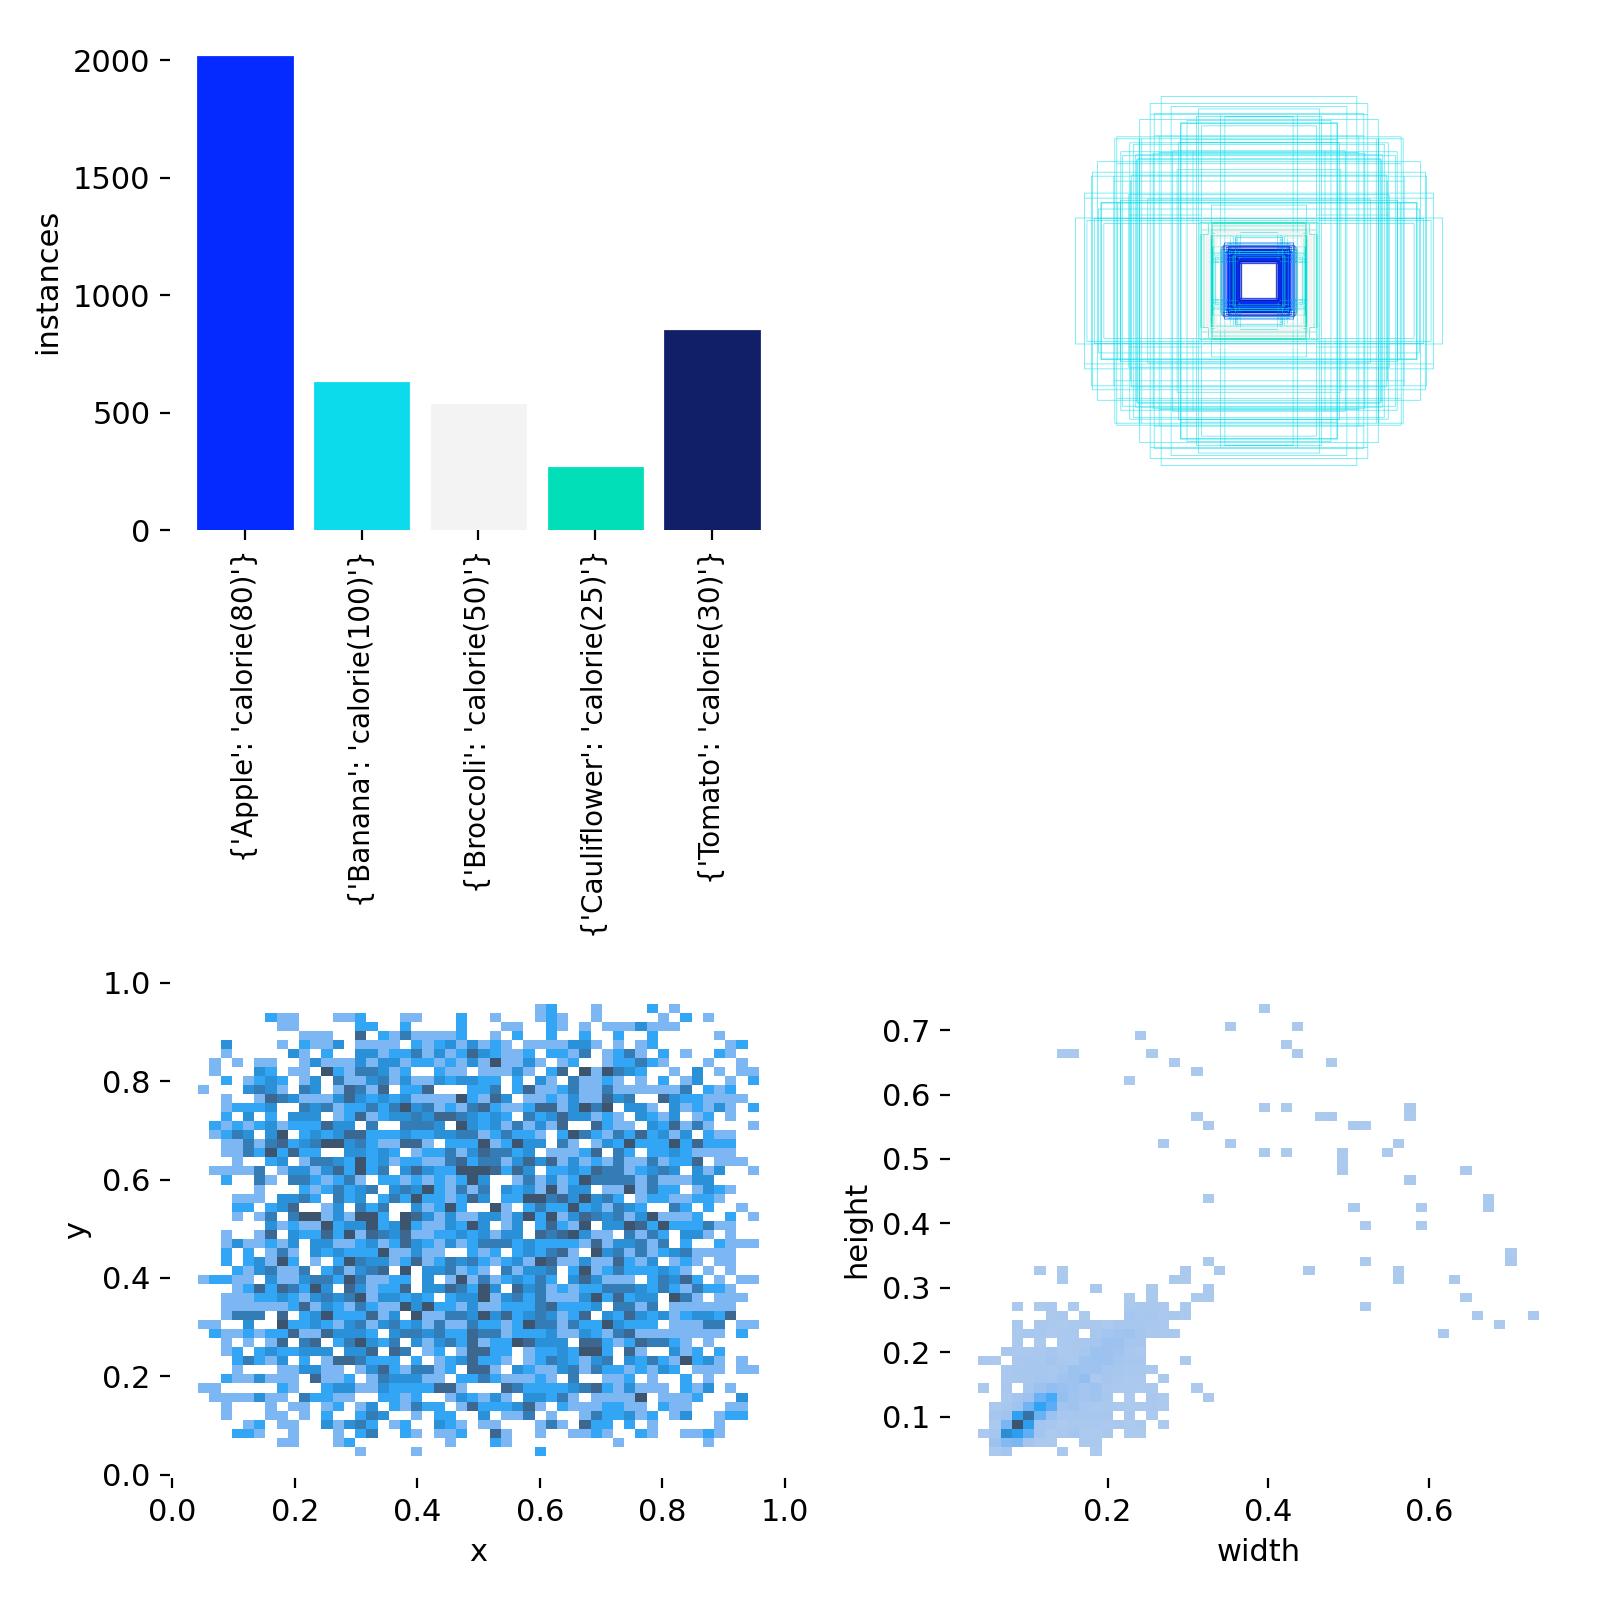 2000
1500
1000
500
0
instances
{'Apple': 'calorie(80)'}
{'Banana': 'calorie(100)'}
{'Broccoli': 'calorie(50)'}
{'Cauliflower': 'calorie(25)'}
{'Tomato': 'calorie(30)'}
1.0
0.8
0.6
0.4
0.2
0.0
y
0.0 0.2 0.4 0.6 0.8 1.0
x
0.7
0.6
0.5
0.4
0.3
0.2
0.1
height
0.2 0.4 0.6
width